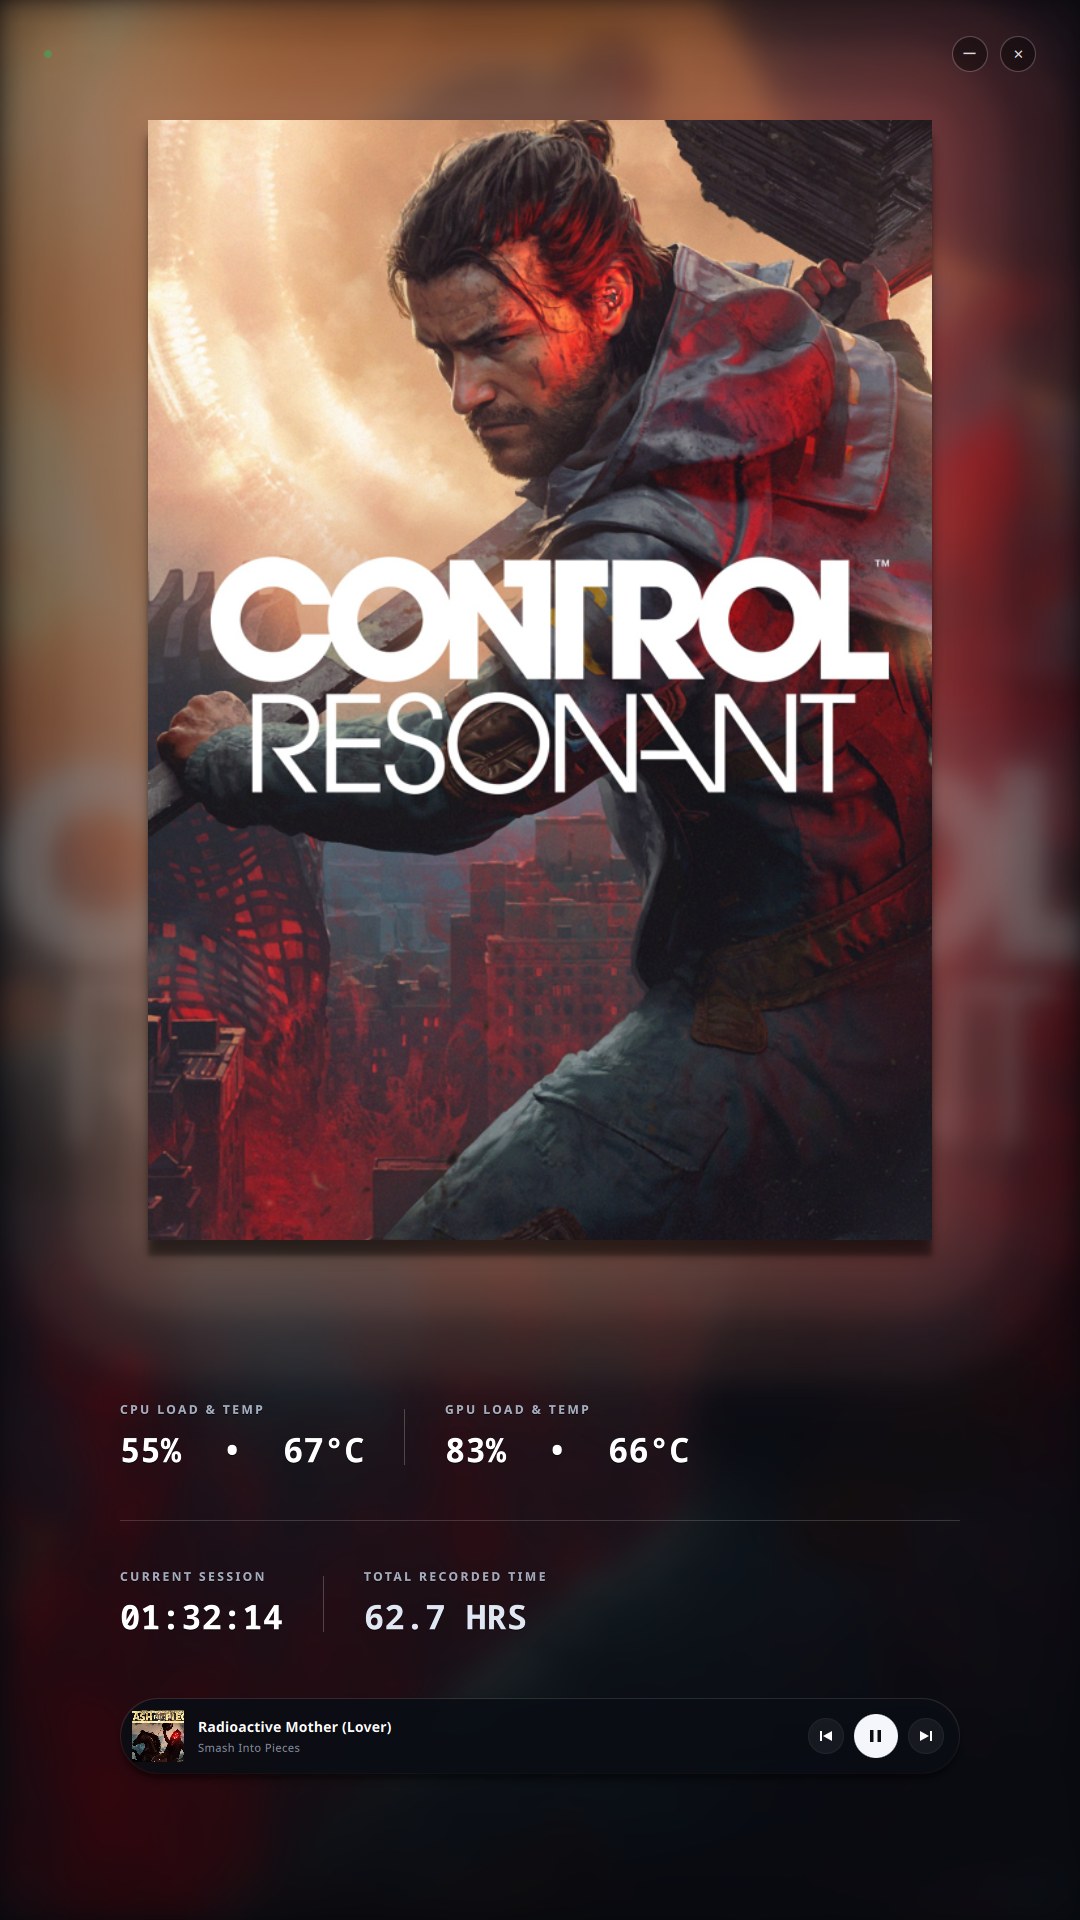 CONTROL™
RESONANT
CPU LOAD & TEMP
55% • 67°C
GPU LOAD & TEMP
83% • 66°C
CURRENT SESSION
01:32:14
TOTAL RECORDED TIME
62.7 HRS
Radioactive Mother (Lover)
Smash Into Pieces